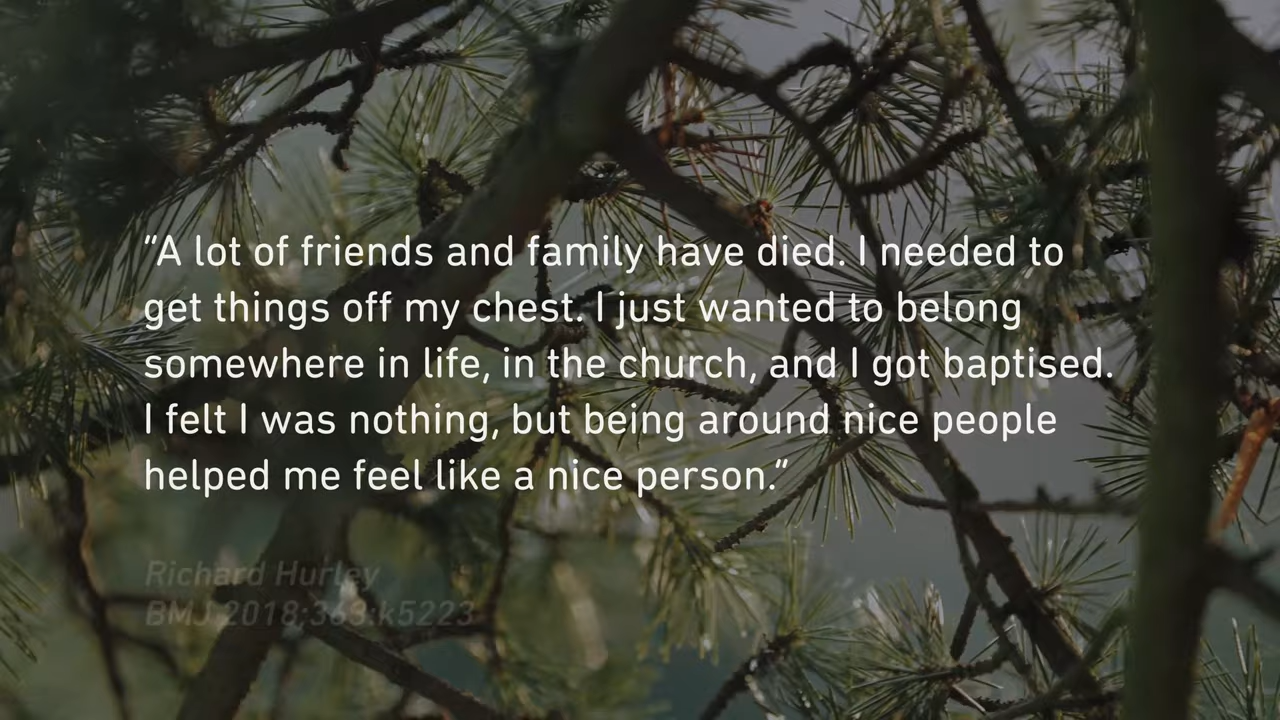 "A lot of friends and family have died. I needed to
get things off my chest. I just wanted to belong
somewhere in life, in the church, and I got baptised.
I felt I was nothing, but being around nice people
helped me feel like a nice person."
Richard Hurley
BMJ 2018;363:k5223